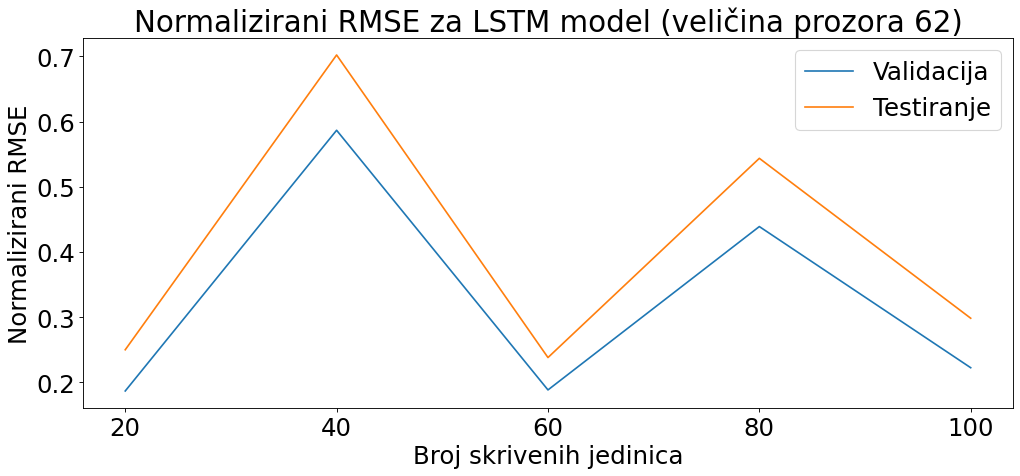 Normalizirani RMSE za LSTM model (veličina prozora 62)
Validacija
Testiranje
Normalizirani RMSE
0.7
0.6
0.5
0.4
0.3
0.2
20 40 60 80 100
Broj skrivenih jedinica